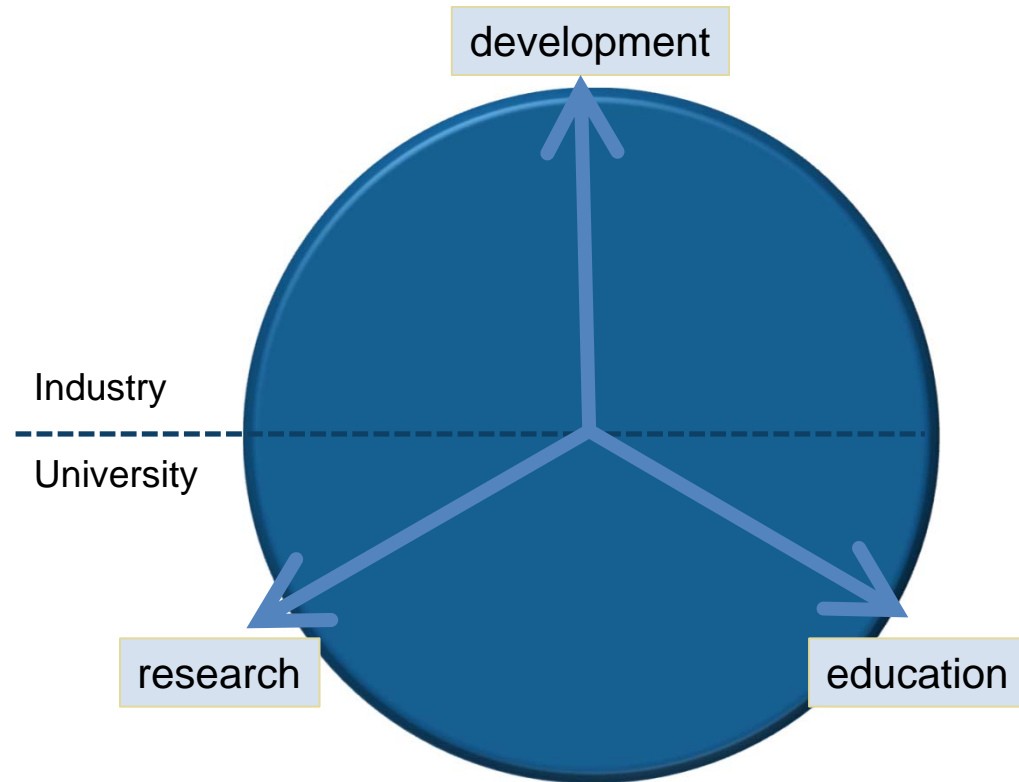 development
Industry
University
research
education